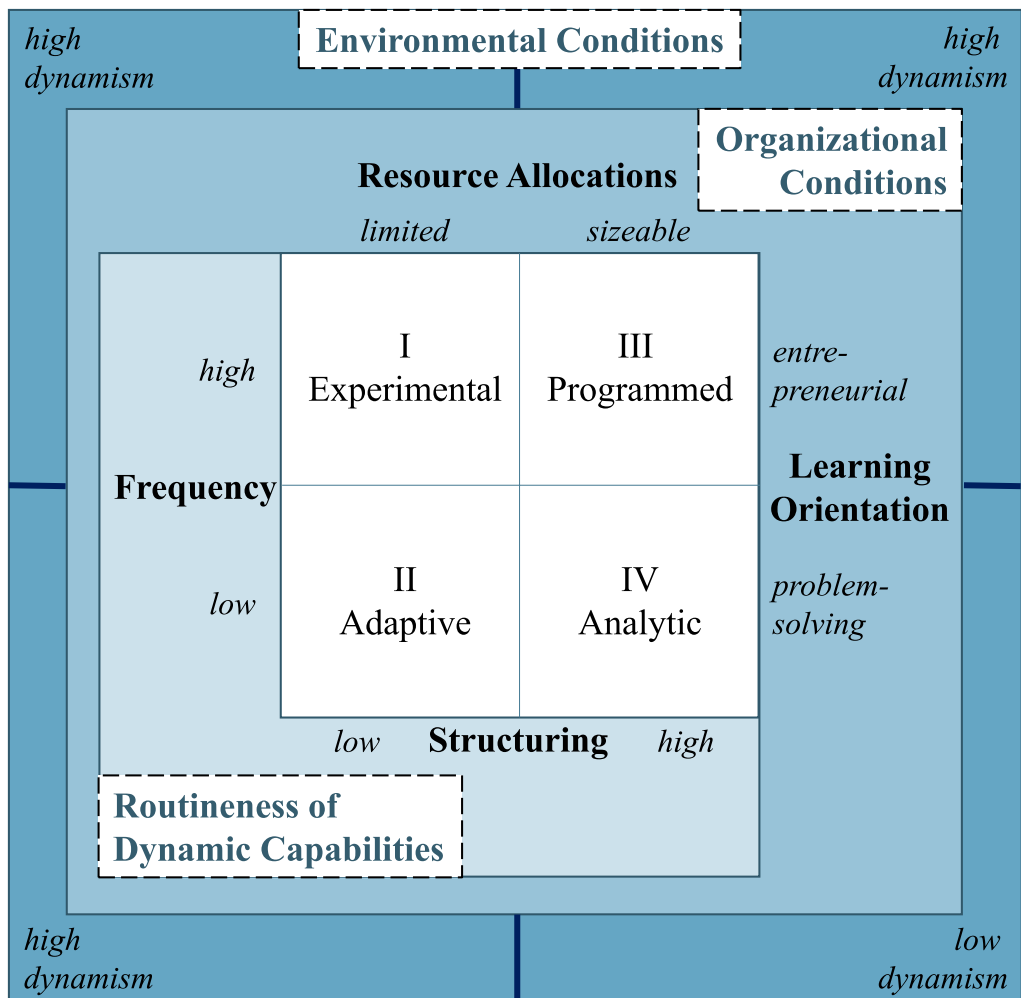 high
dynamism
Environmental Conditions
high
dynamism
Organizational
Conditions
Resource Allocations
limited
sizeable
high
I
Experimental
III
Programmed
entre-
preneurial
Frequency
Learning
Orientation
low
II
Adaptive
IV
Analytic
problem-
solving
low
Structuring
high
Routineness of
Dynamic Capabilities
high
dynamism
low
dynamism